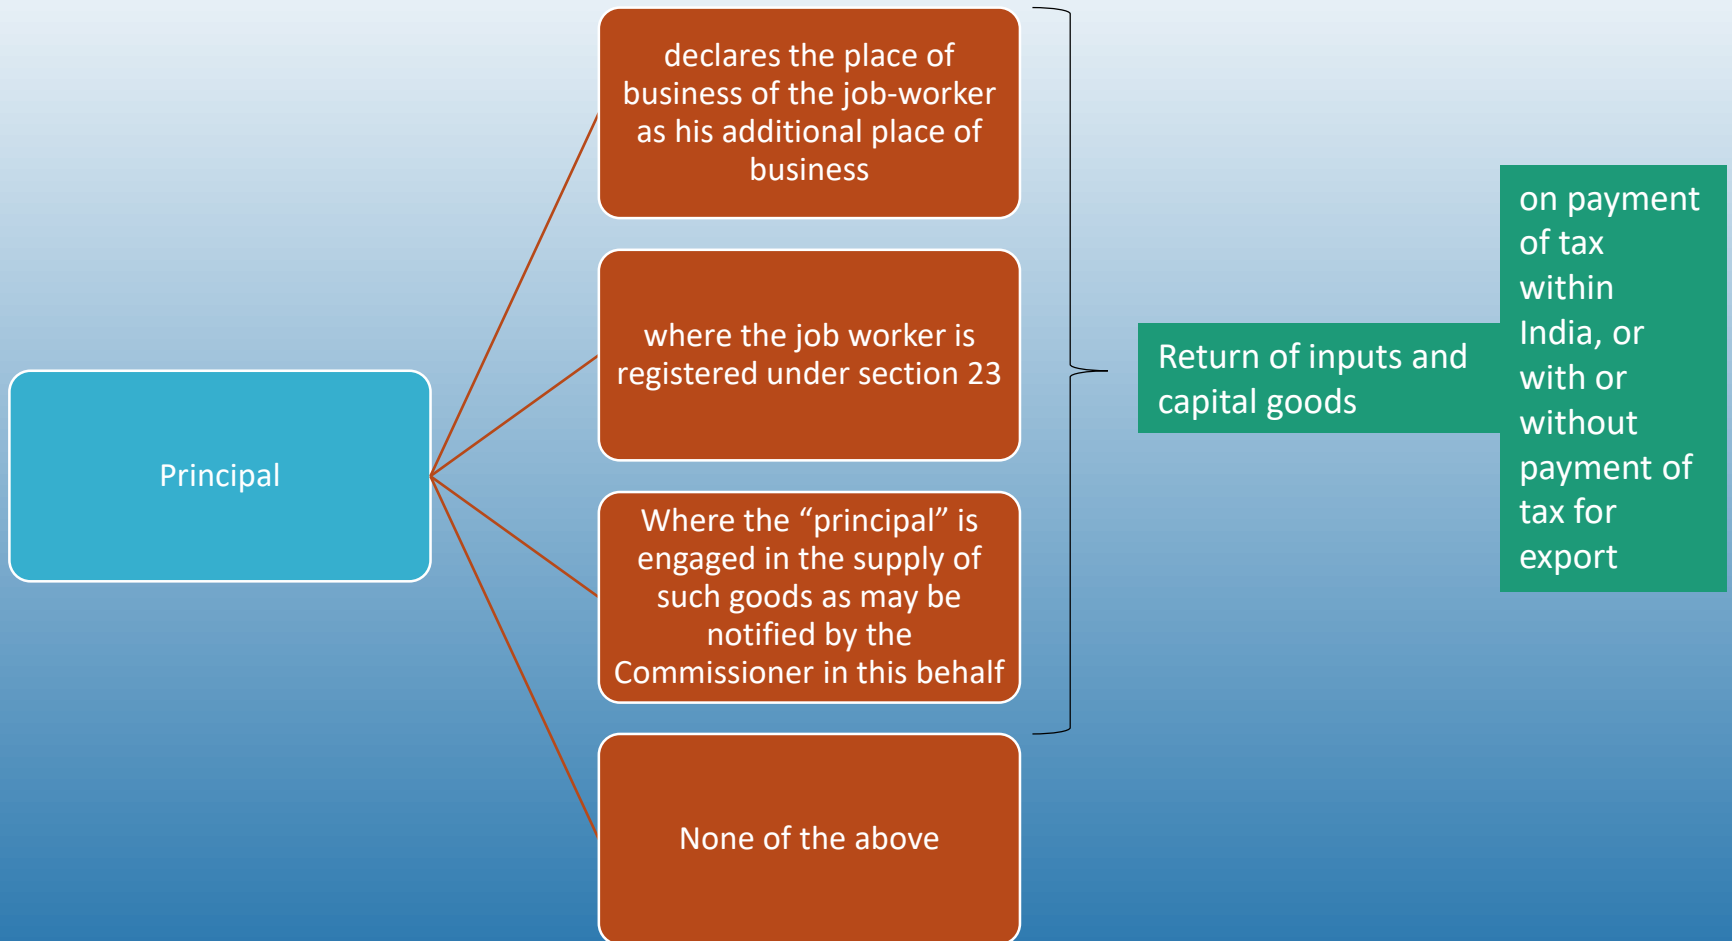 Principal
declares the place of
business of the job-worker
as his additional place of
business
where the job worker is
registered under section 23
Where the “principal” is
engaged in the supply of
such goods as may be
notified by the
Commissioner in this behalf
None of the above
Return of inputs and
capital goods
on payment
of tax
within
India, or
with or
without
payment of
tax for
export